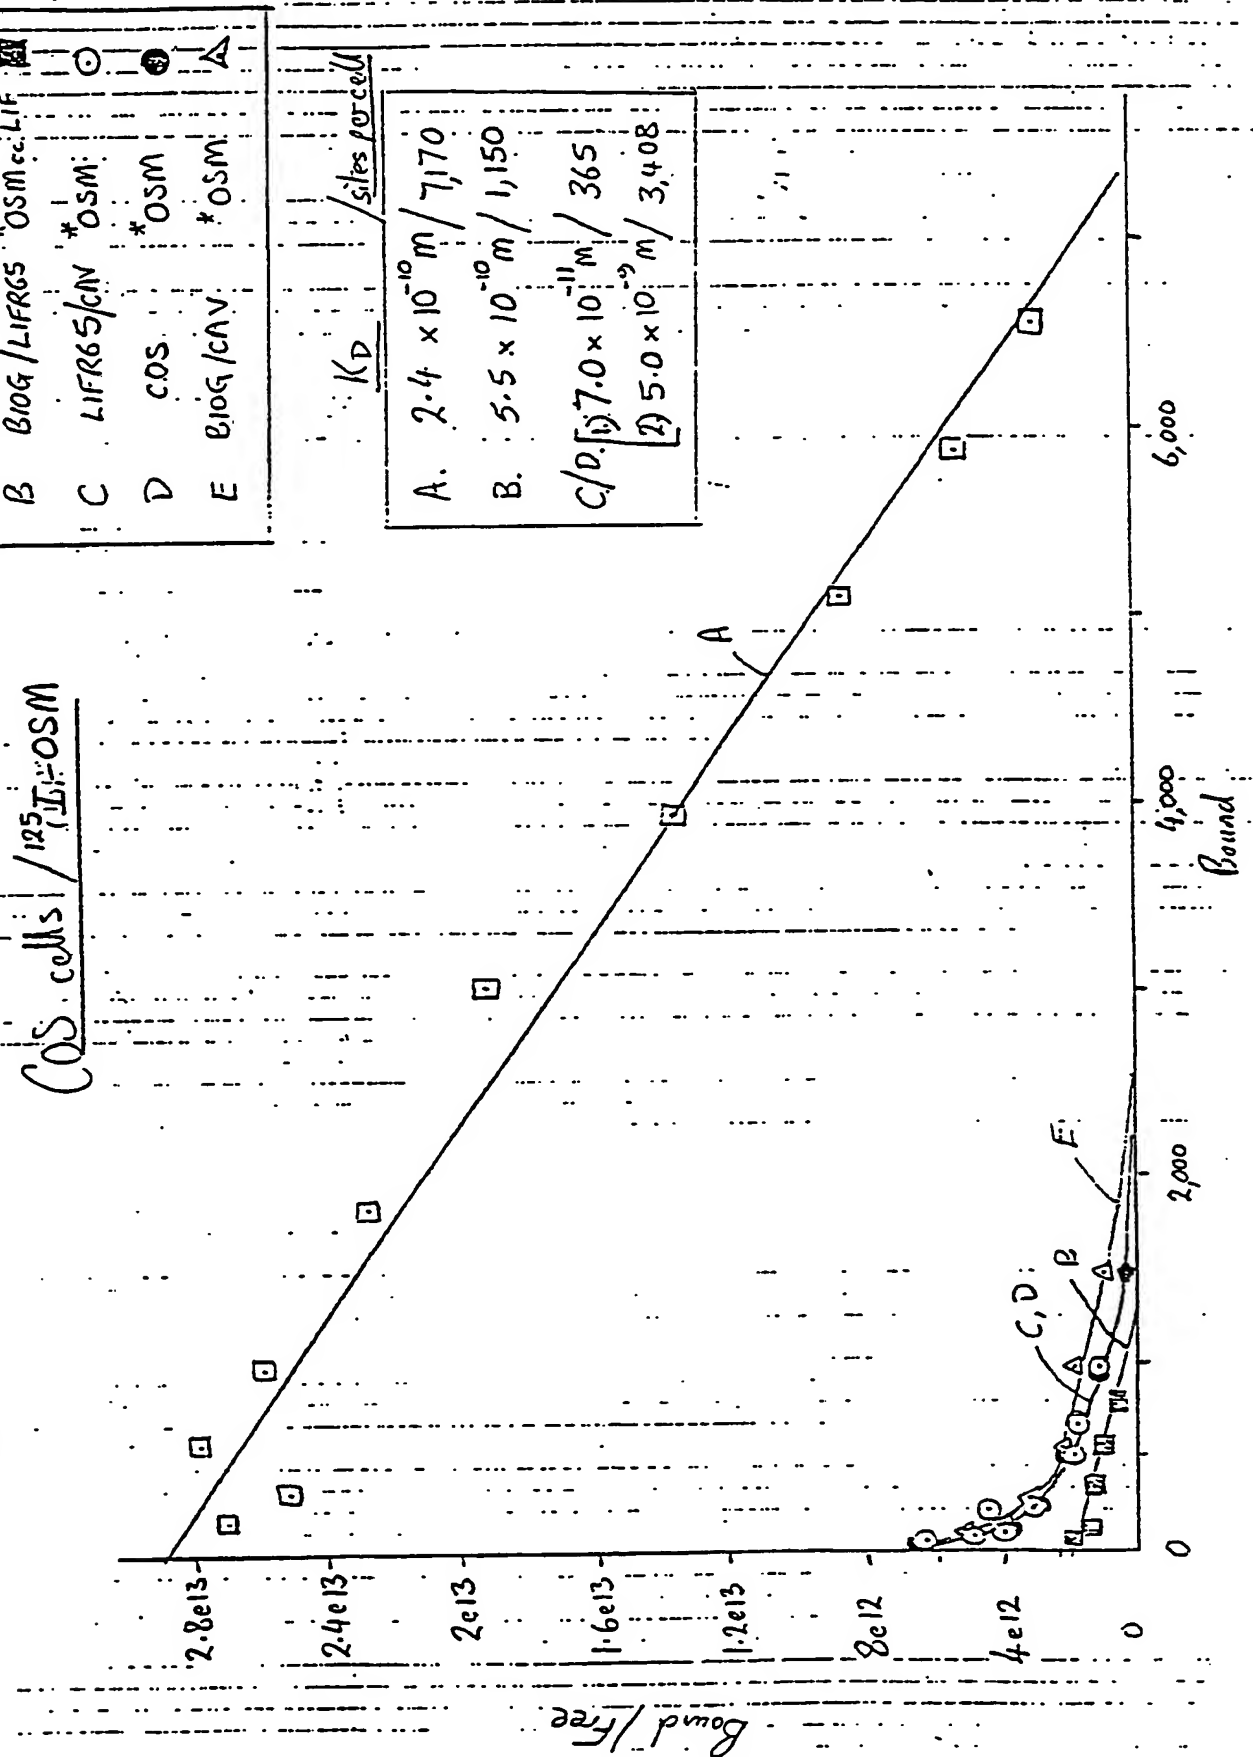 COS cells / 125I-OSM
B BIOG/LIFR65 *OSM cc. LIF
C LIFR65/CAV *OSM
D COS *OSM
E BIOG/CAV *OSM
KD / sites per cell
A. 2.4 x 10^-10 m / 7,170
B. 5.5 x 10^-10 m / 1,150
C/D. [1) 7.0 x 10^-11 m / 365
[2) 5.0 x 10^-9 m / 3,408
Bound / Free
2.8e13
2.4e13
2e13
1.6e13
1.2e13
8e12
4e12
0
A
C, D
B
E
0
2,000
4,000
6,000
Bound